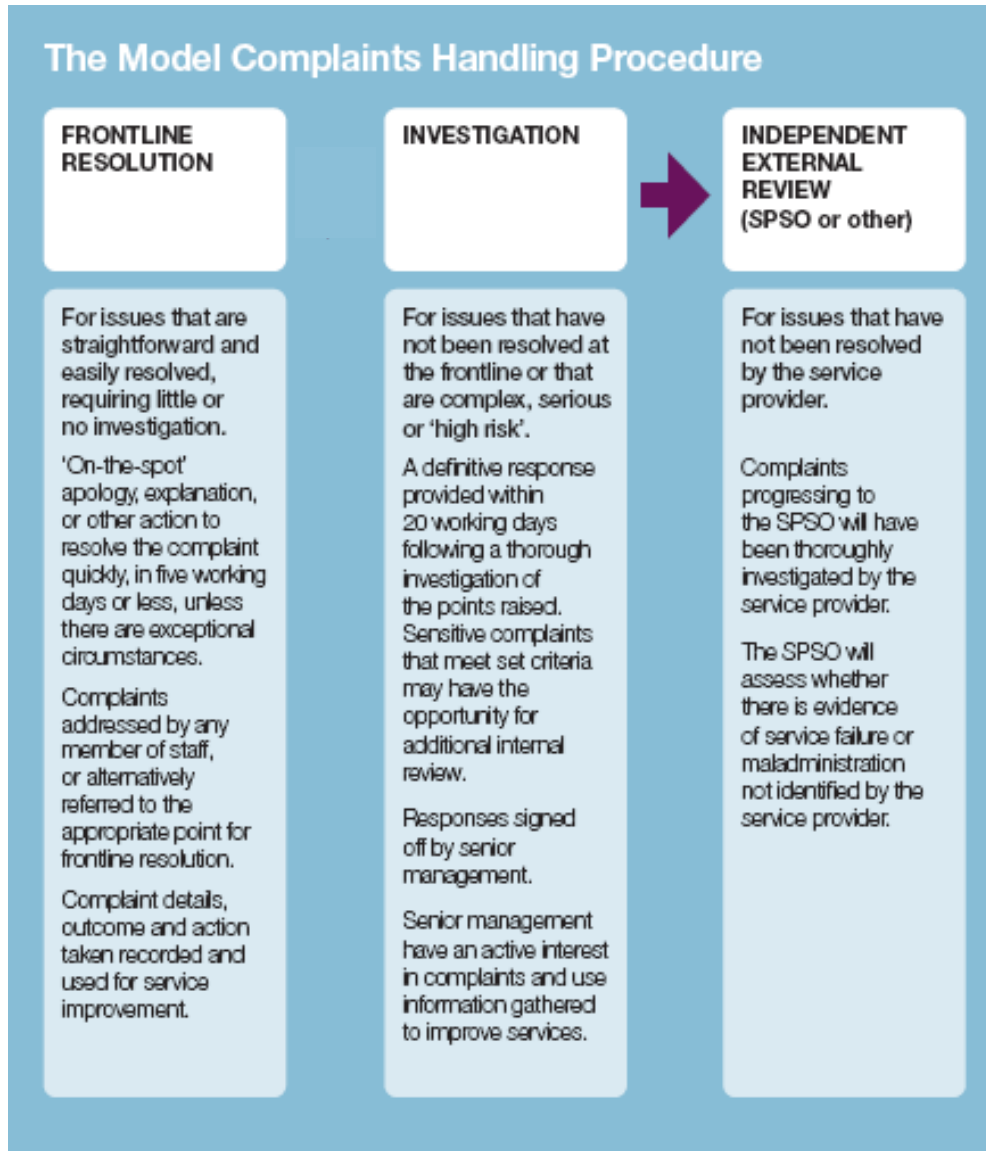 The Model Complaints Handling Procedure
FRONTLINE
RESOLUTION
For issues that are
straightforward and
easily resolved,
requiring little or
no investigation.
‘On-the-spot’
apology, explanation,
or other action to
resolve the complaint
quickly, in five working
days or less, unless
there are exceptional
circumstances.
Complaints
addressed by any
member of staff,
or alternatively
referred to the
appropriate point for
frontline resolution.
Complaint details,
outcome and action
taken recorded and
used for service
improvement.
INVESTIGATION
For issues that have
not been resolved at
the frontline or that
are complex, serious
or ‘high risk’.
A definitive response
provided within
20 working days
following a thorough
investigation of
the points raised.
Sensitive complaints
that meet set criteria
may have the
opportunity for
additional internal
review.
Responses signed
off by senior
management.
Senior management
have an active interest
in complaints and use
information gathered
to improve services.
INDEPENDENT
EXTERNAL
REVIEW
(SPSO or other)
For issues that have
not been resolved
by the service
provider.
Complaints
progressing to
the SPSO will have
been thoroughly
investigated by the
service provider.
The SPSO will
assess whether
there is evidence
of service failure or
maladministration
not identified by the
service provider.